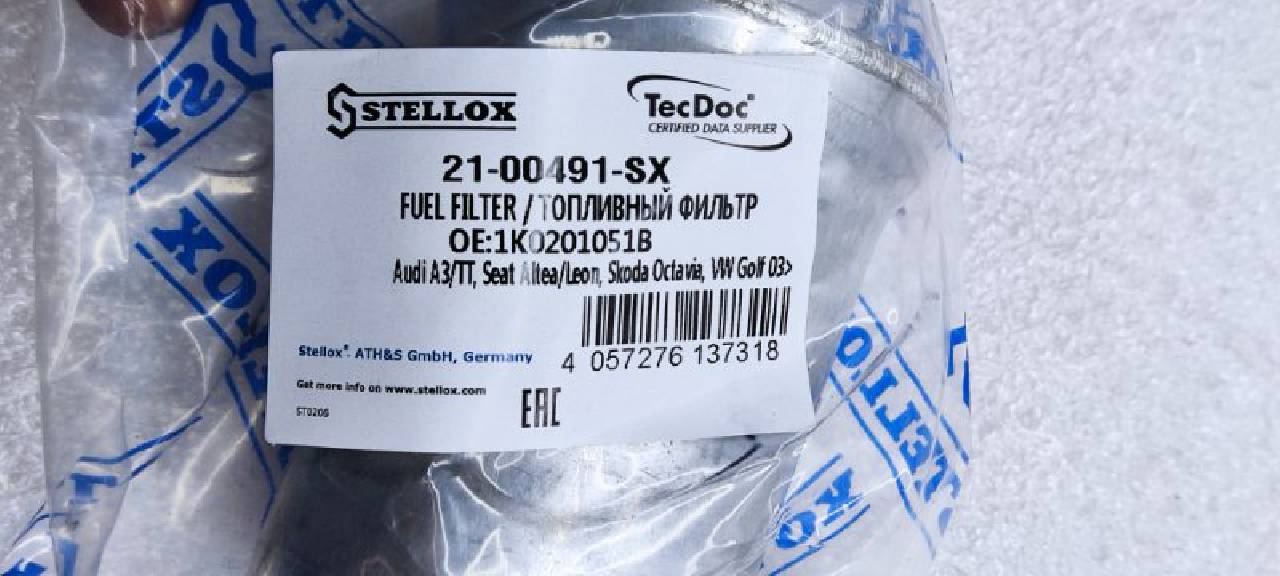 STELLOX
TecDoc®
CERTIFIED DATA SUPPLIER
21-00491-SX
FUEL FILTER / ТОПЛИВНЫЙ ФИЛЬТР
OE:1K0201051B
Audi A3/TT, Seat Altea/Leon, Skoda Octavia, VW Golf 03>
Stellox®. ATH&S GmbH, Germany
4 057276 137318
Get more info on www.stellox.com
EAC
ST0206